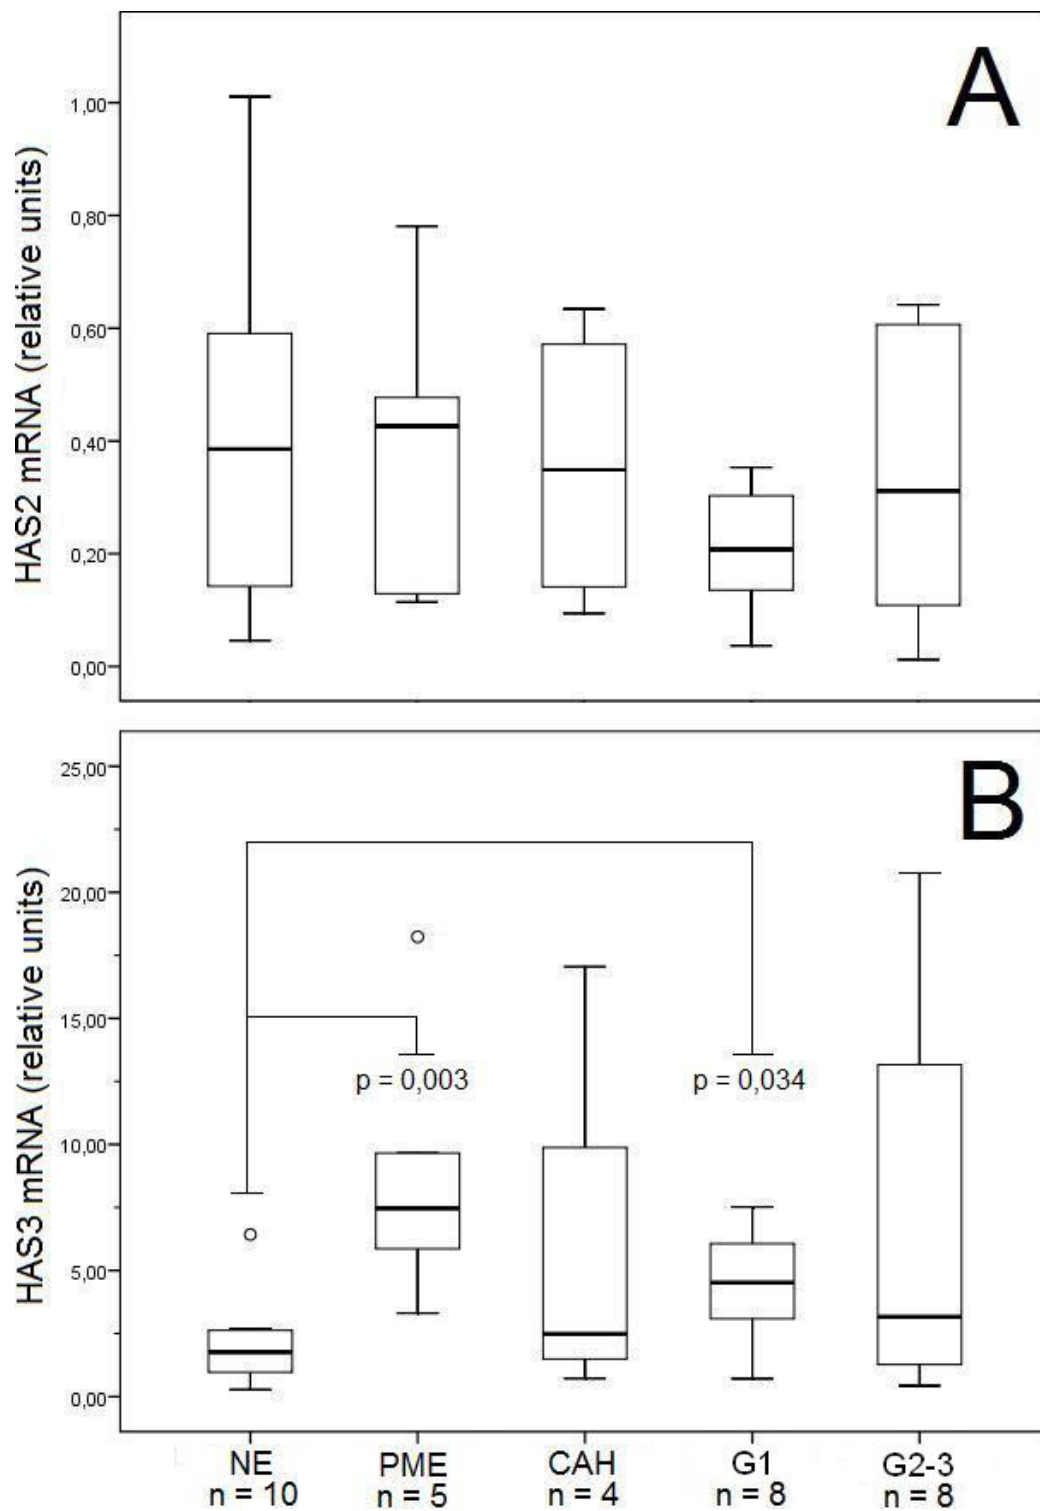 A
HAS2 mRNA (relative units)
1,00
0,80
0,60
0,40
0,20
0,00
B
HAS3 mRNA (relative units)
25,00
20,00
15,00
10,00
5,00
0,00
p = 0,003
p = 0,034
NE PME CAH G1 G2-3
n = 10 n = 5 n = 4 n = 8 n = 8